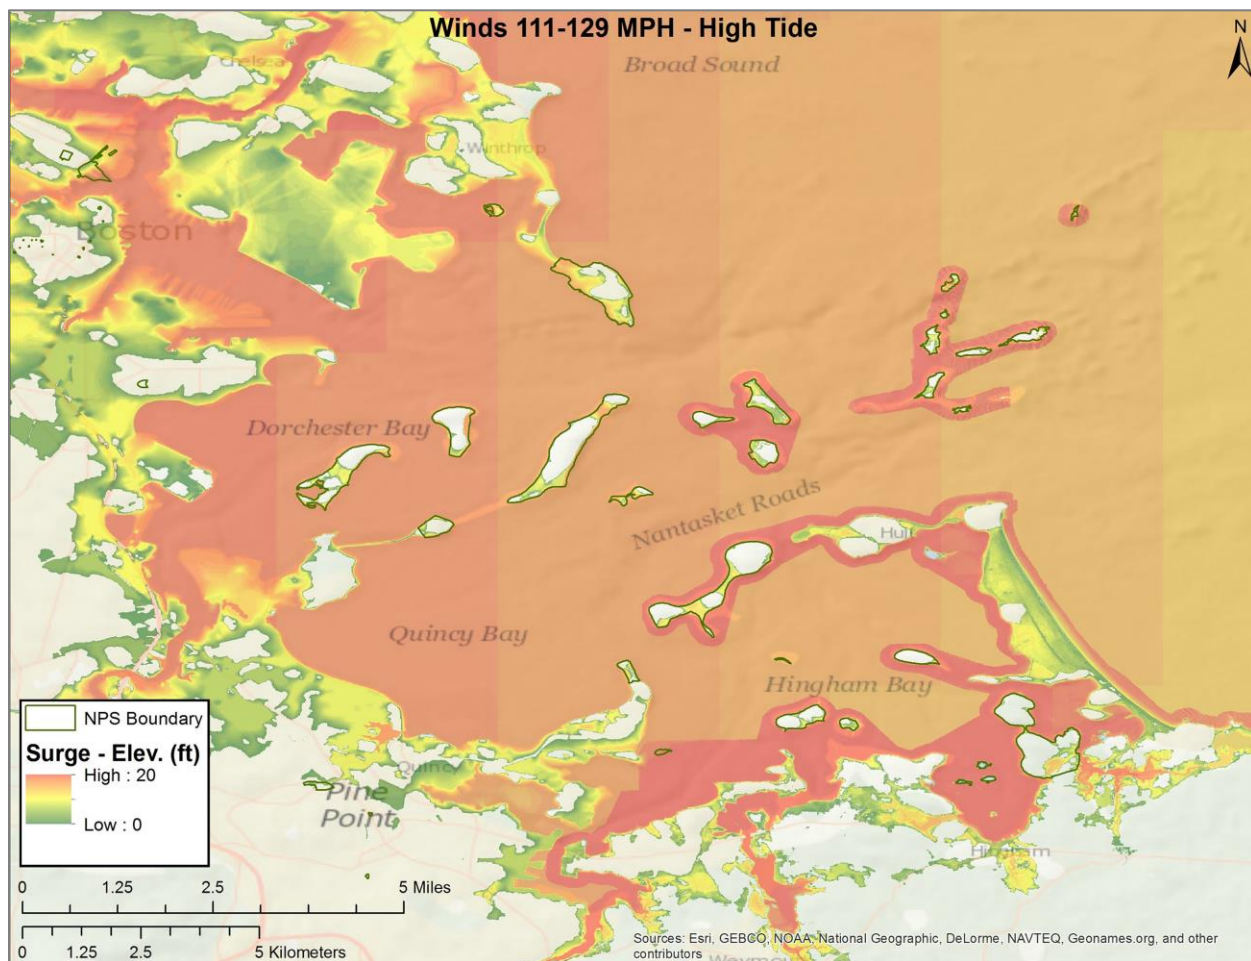 Winds 111-129 MPH - High Tide
N
Broad Sound
Chelsea
Winthrop
Boston
Dorchester Bay
Nantasket Roads
Hull
Quincy Bay
Hingham Bay
NPS Boundary
Surge - Elev. (ft)
High : 20
Low : 0
Quincy
Pine
Point
Hingham
0 1.25 2.5 5 Miles
0 1.25 2.5 5 Kilometers
Sources: Esri, GEBCO, NOAA, National Geographic, DeLorme, NAVTEQ, Geonames.org, and other
contributors